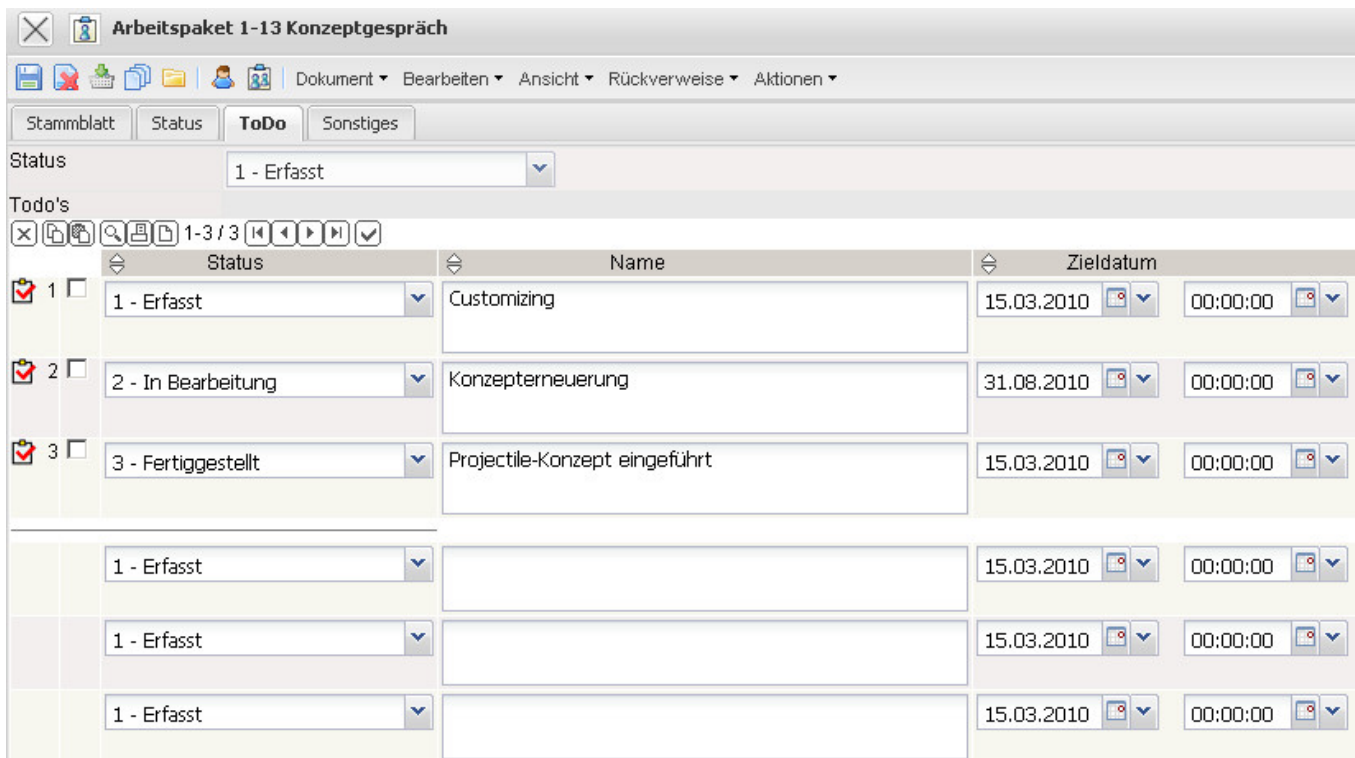 Arbeitspaket 1-13 Konzeptgespräch
Dokument Bearbeiten Ansicht Rückverweise Aktionen
Stammblatt Status ToDo Sonstiges
Status 1 - Erfasst
Todo's
1-3 / 3
Status Name Zieldatum
1 1 - Erfasst Customizing 15.03.2010 00:00:00
2 2 - In Bearbeitung Konzepterneuerung 31.08.2010 00:00:00
3 3 - Fertiggestellt Projectile-Konzept eingeführt 15.03.2010 00:00:00
1 - Erfasst 15.03.2010 00:00:00
1 - Erfasst 15.03.2010 00:00:00
1 - Erfasst 15.03.2010 00:00:00